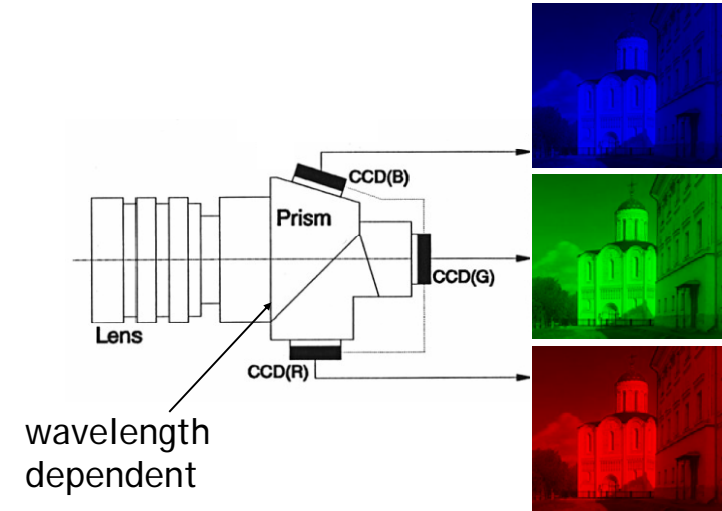 CCD(B)
Prism
CCD(G)
Lens
CCD(R)
wavelength
dependent